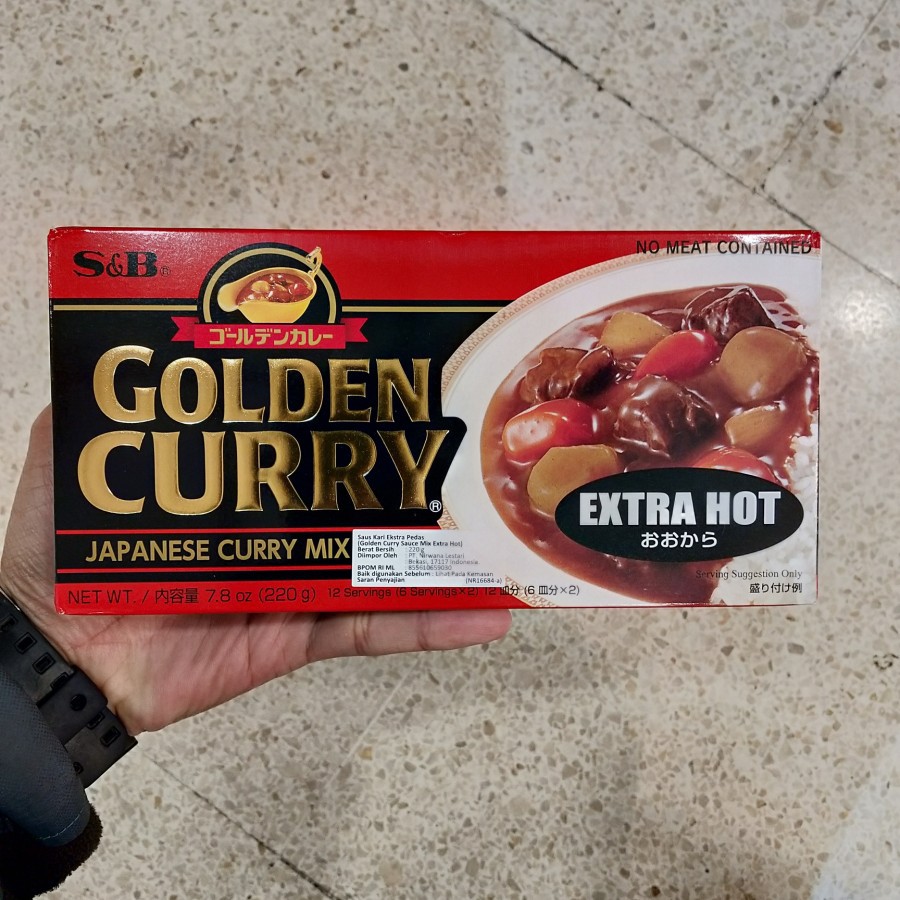 S&B®
NO MEAT CONTAINED
ゴールデンカレー
GOLDEN
CURRY®
JAPANESE CURRY MIX
EXTRA HOT
おおから
Saus Kari Ekstra Pedas
(Golden Curry Sauce Mix Extra Hot)
Berat Bersih : 220 g
Diimpor Oleh : PT. Nirwana Lestari
Bekasi, 17117 Indonesia.
BPOM RI ML
Baik digunakan Sebelum : Lihat Pada Kemasan
Saran Penyajian (NR16684-a)
Serving Suggestion Only
盛り付け例
NET WT. / 内容量 7.8 oz (220 g) 12 Servings (6 Servings×2) 12 皿分 (6 皿分×2)